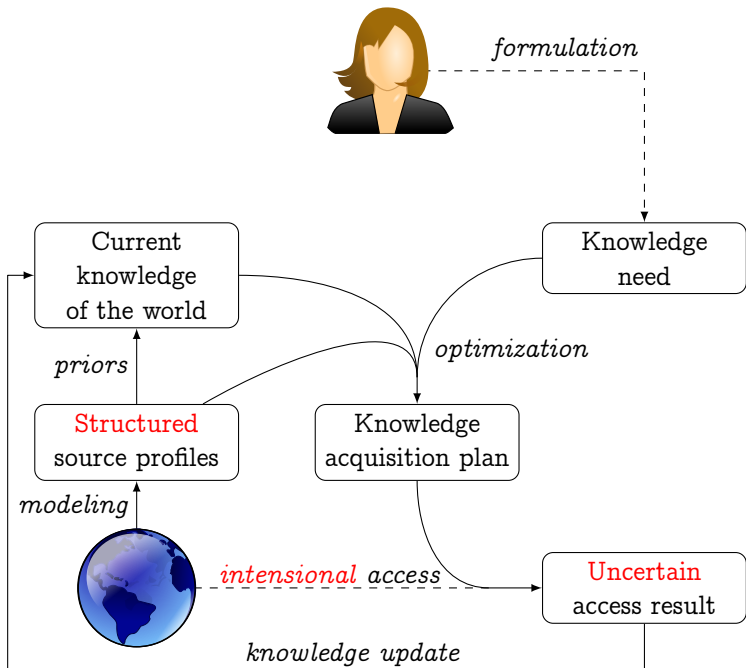 formulation
Current
knowledge
of the world
Knowledge
need
priors
optimization
Structured
source profiles
Knowledge
acquisition plan
modeling
intensional access
Uncertain
access result
knowledge update